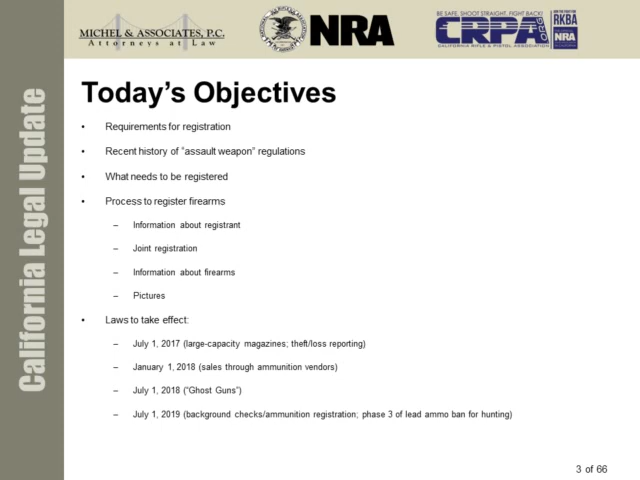 MICHEL & ASSOCIATES, P.C.
Attorneys at Law
NRA
BE SAFE, SHOOT STRAIGHT, FIGHT BACK!
CRPA
.ORG
CALIFORNIA RIFLE & PISTOL ASSOCIATION
RKBA
NRA
California Legal Update
Today's Objectives
• Requirements for registration
• Recent history of "assault weapon" regulations
• What needs to be registered
• Process to register firearms
– Information about registrant
– Joint registration
– Information about firearms
– Pictures
• Laws to take effect:
– July 1, 2017 (large-capacity magazines; theft/loss reporting)
– January 1, 2018 (sales through ammunition vendors)
– July 1, 2018 ("Ghost Guns")
– July 1, 2019 (background checks/ammunition registration; phase 3 of lead ammo ban for hunting)
3 of 66